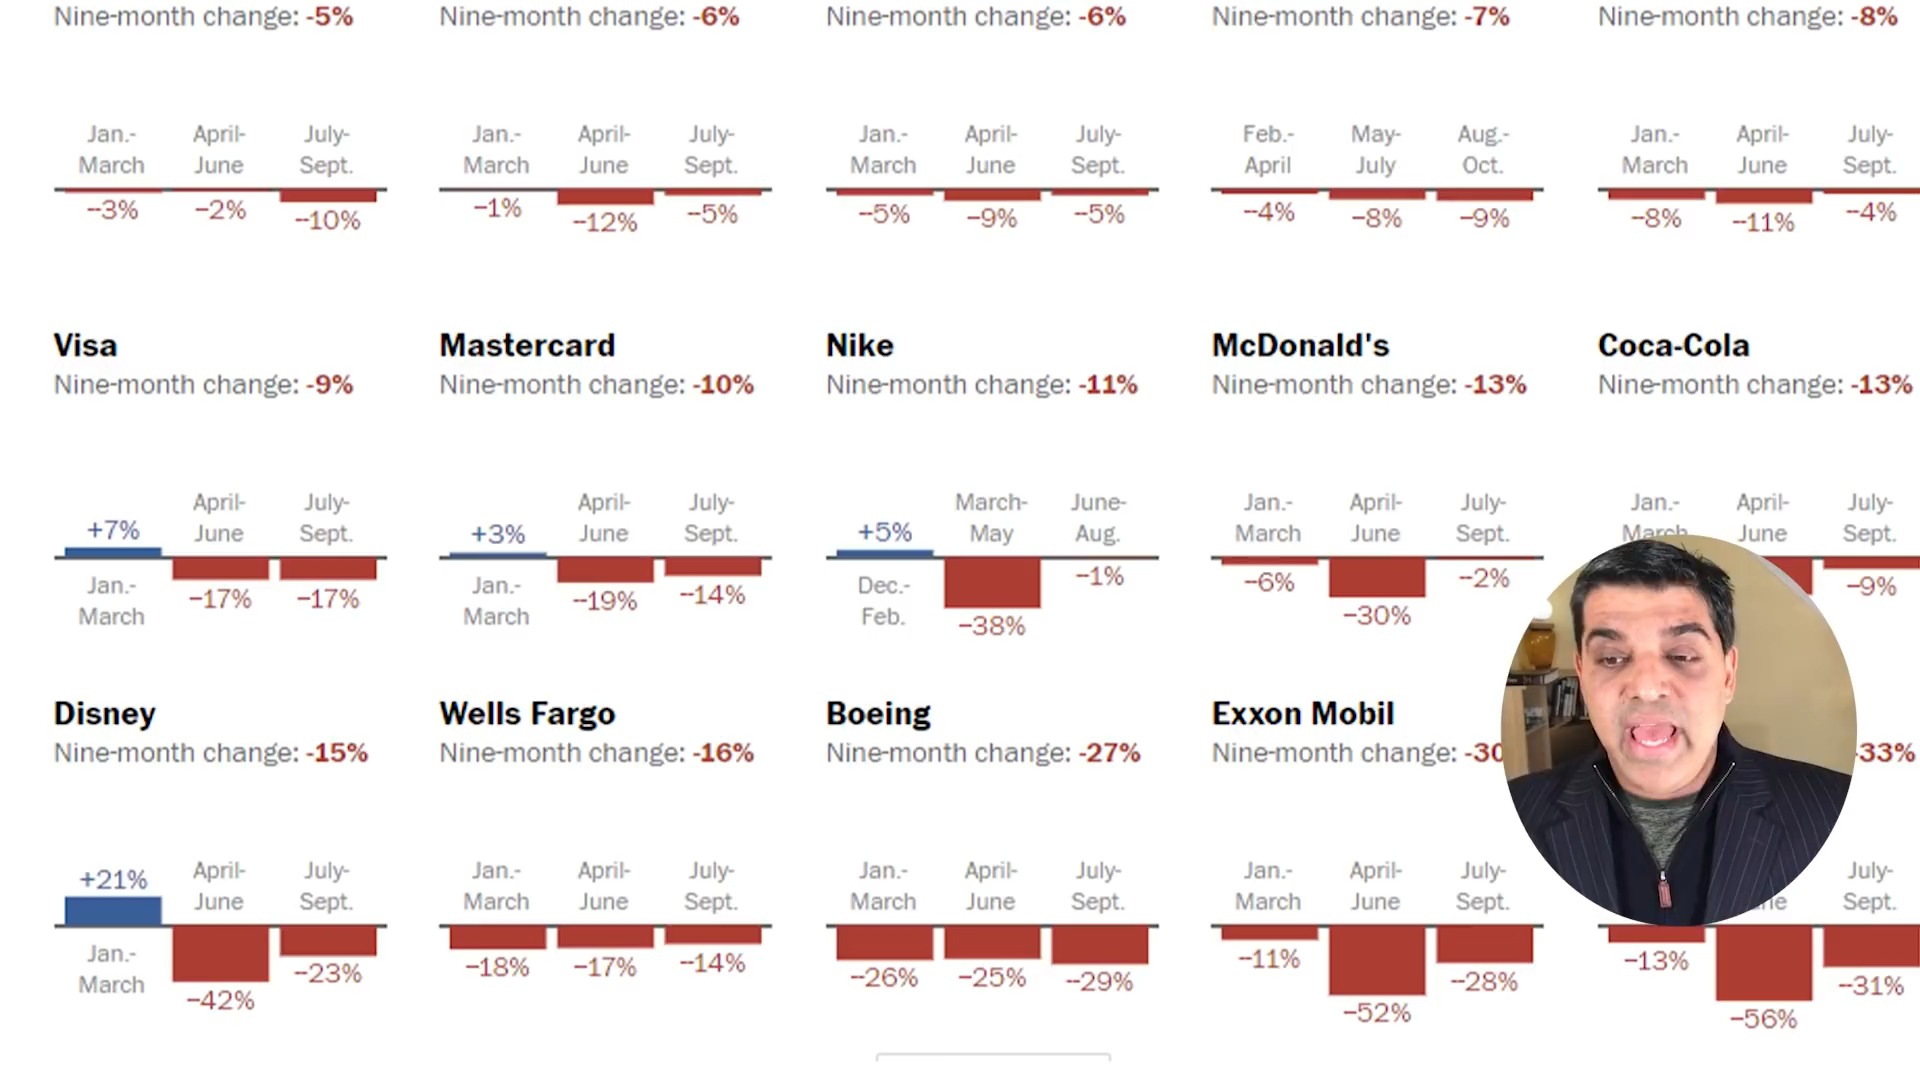 Nine-month change: -5%
Nine-month change: -6%
Nine-month change: -6%
Nine-month change: -7%
Nine-month change: -8%
Jan.- April- July-
March June Sept.
−3% −2% −10%
Jan.- April- July-
March June Sept.
−1% −12% −5%
Jan.- April- July-
March June Sept.
−5% −9% −5%
Feb.- May- Aug.-
April July Oct.
−4% −8% −9%
Jan.- April- July-
March June Sept.
−8% −11% −4%
Visa
Nine-month change: -9%
April- July-
+7% June Sept.
Jan.-
March
−17% −17%
Mastercard
Nine-month change: -10%
April- July-
+3% June Sept.
Jan.-
March
−19% −14%
Nike
Nine-month change: -11%
March- June-
+5% May Aug.
Dec.-
Feb.
−38% −1%
McDonald's
Nine-month change: -13%
Jan.- April- July-
March June Sept.
−6% −30% −2%
Coca-Cola
Nine-month change: -13%
Jan.- April- July-
March June Sept.
−9%
Disney
Nine-month change: -15%
April- July-
+21% June Sept.
Jan.-
March
−42% −23%
Wells Fargo
Nine-month change: -16%
Jan.- April- July-
March June Sept.
−18% −17% −14%
Boeing
Nine-month change: -27%
Jan.- April- July-
March June Sept.
−26% −25% −29%
Exxon Mobil
Nine-month change: -30
Jan.- April- July-
March June Sept.
−11% −52% −28%
-33%
July-
Sept.
−13% −56% −31%